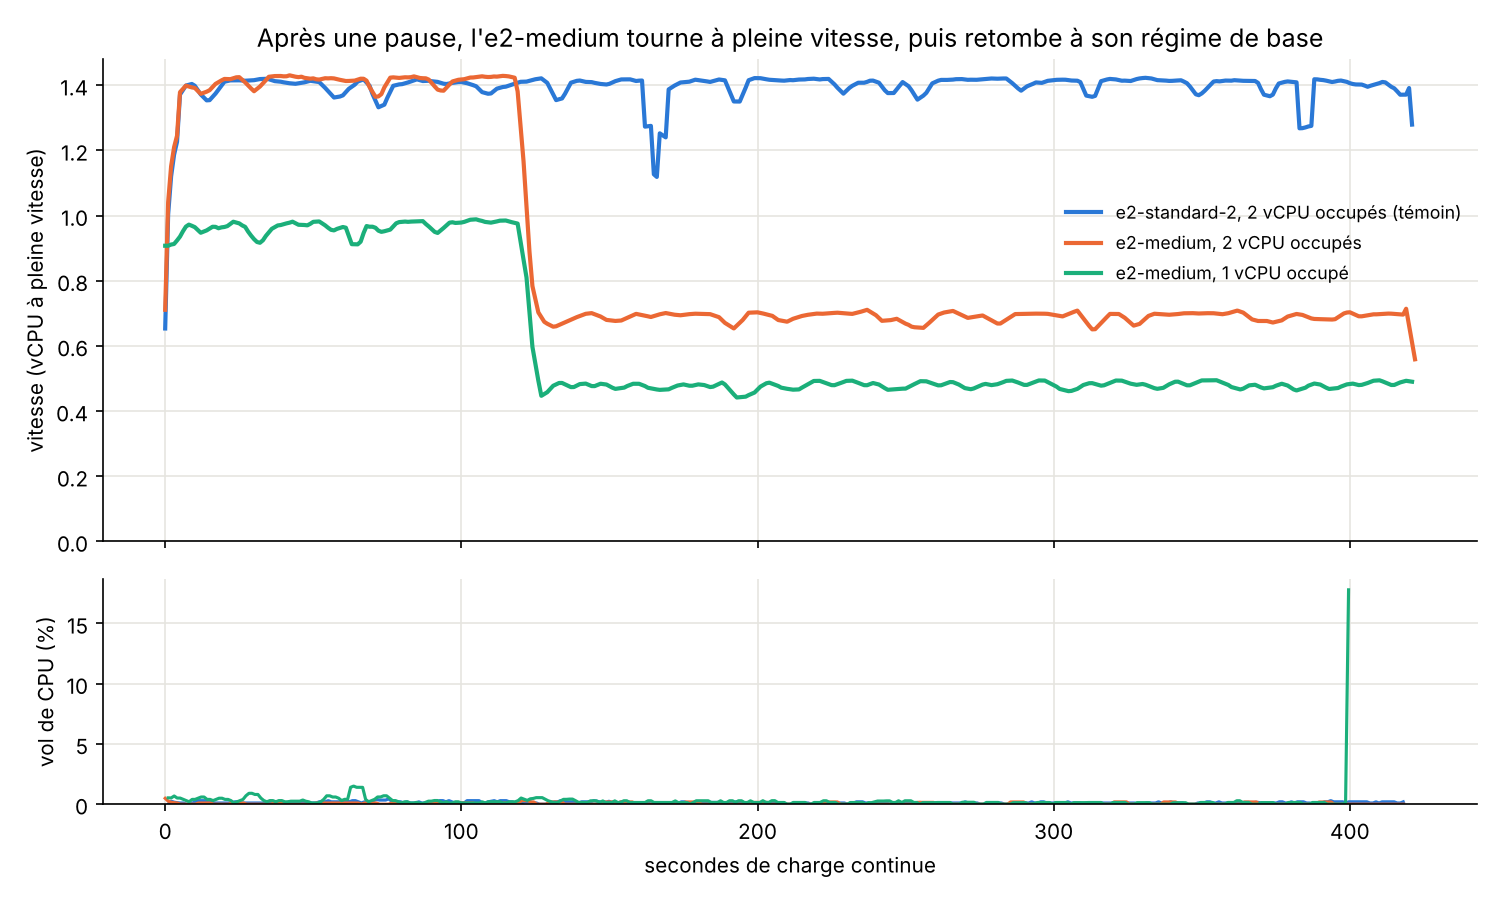 Après une pause, l'e2-medium tourne à pleine vitesse, puis retombe à son régime de base
vitesse (vCPU à pleine vitesse)
1.4
1.2
1.0
0.8
0.6
0.4
0.2
0.0
e2-standard-2, 2 vCPU occupés (témoin)
e2-medium, 2 vCPU occupés
e2-medium, 1 vCPU occupé
vol de CPU (%)
15
10
5
0
0 100 200 300 400
secondes de charge continue